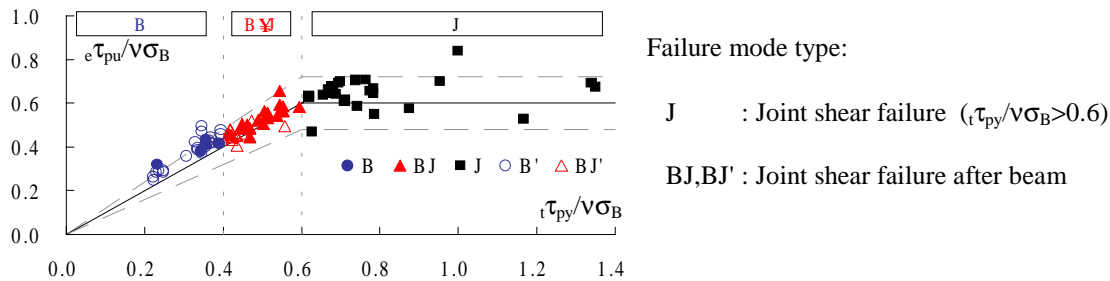 B
B¥J
J
1.0
eτpu/νσB
0.8
0.6
0.4
0.2
0.0
B BJ J B' BJ'
tτpy/νσB
0.0 0.2 0.4 0.6 0.8 1.0 1.2 1.4
Failure mode type:
J : Joint shear failure (tτpy/νσB>0.6)
BJ,BJ' : Joint shear failure after beam